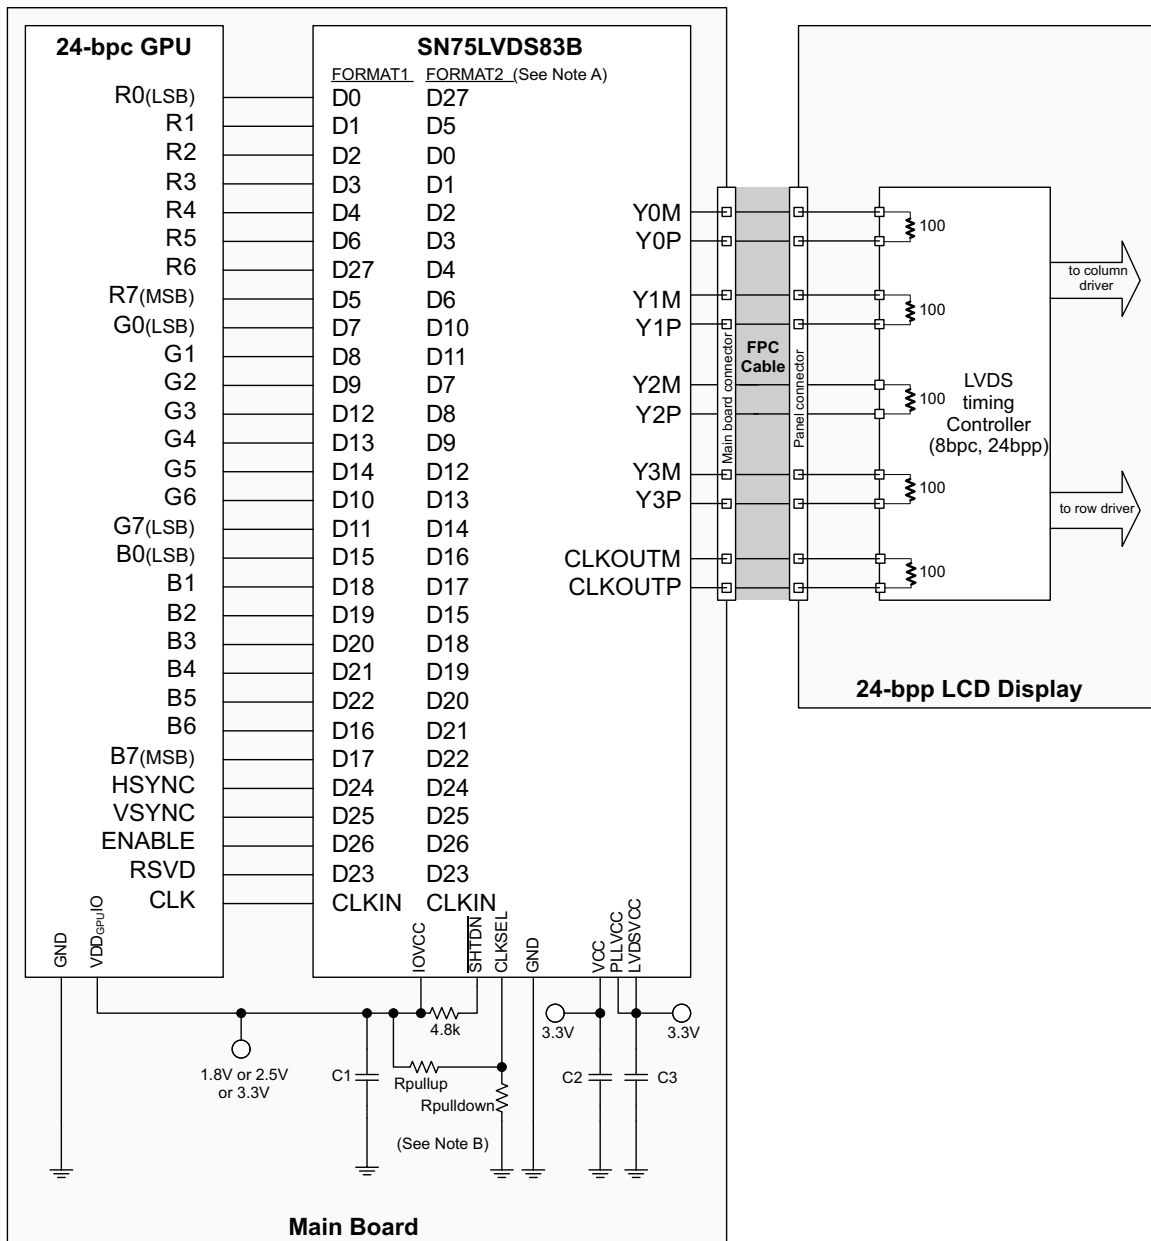 24-bpc GPU
SN75LVDS83B
FORMAT1 FORMAT2 (See Note A)
R0(LSB) D0 D27
R1 D1 D5
R2 D2 D0
R3 D3 D1
R4 D4 D2 Y0M
R5 D6 D3 Y0P
R6 D27 D4
R7(MSB) D5 D6 Y1M
G0(LSB) D7 D10 Y1P
G1 D8 D11
G2 D9 D7 Y2M
G3 D12 D8 Y2P
G4 D13 D9
G5 D14 D12 Y3M
G6 D10 D13 Y3P
G7(LSB) D11 D14
B0(LSB) D15 D16 CLKOUTM
B1 D18 D17 CLKOUTP
B2 D19 D15
B3 D20 D18
B4 D21 D19
B5 D22 D20
B6 D16 D21
B7(MSB) D17 D22
HSYNC D24 D24
VSYNC D25 D25
ENABLE D26 D26
RSVD D23 D23
CLK CLKIN CLKIN
GND
VDDGPUIO
IOVCC
SHTDN
CLKSEL
GND
VCC
PLLVCC
LVDSVCC
4.8k
3.3V
3.3V
1.8V or 2.5V
or 3.3V
C1
Rpullup
Rpulldown
(See Note B)
C2
C3
Main Board
Main board connector
FPC
Cable
Panel connector
100
100
100
100
100
LVDS
timing
Controller
(8bpc, 24bpp)
to column
driver
to row driver
24-bpp LCD Display